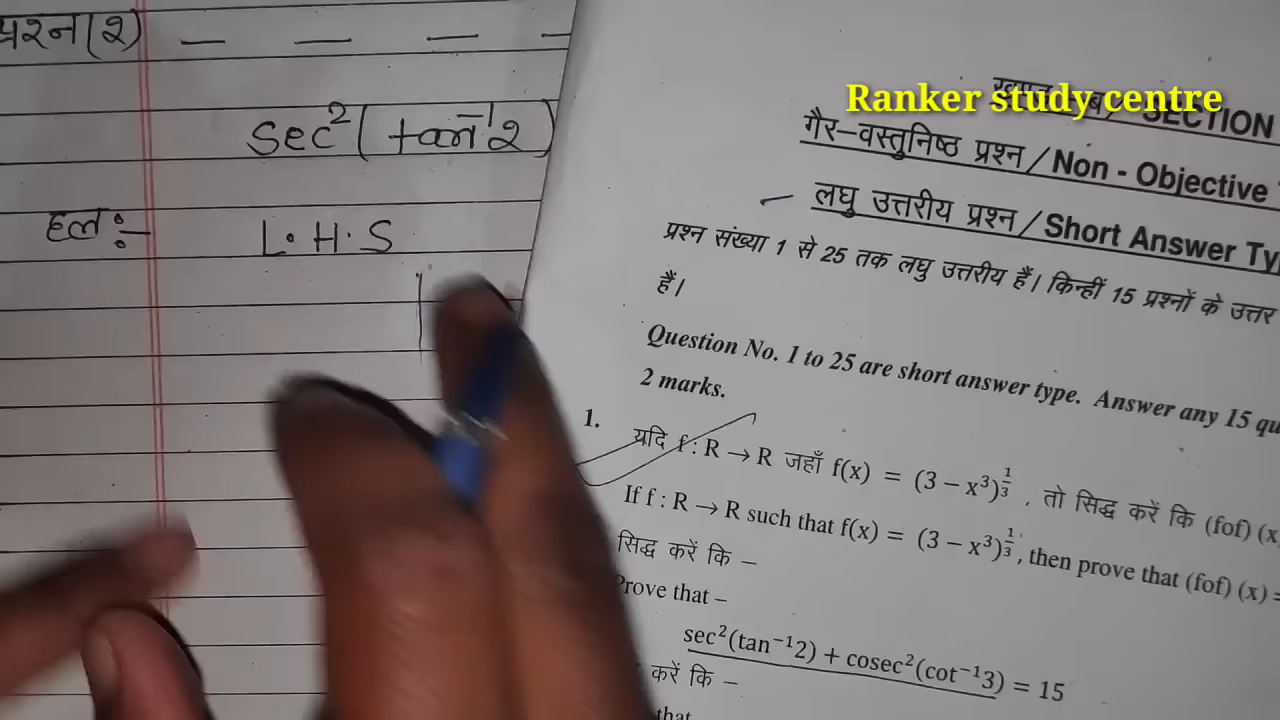 प्रश्न(२) — — — —
sec²(tan⁻¹२)
हलः— L.H.S
Ranker study centre
SECTION
गैर–वस्तुनिष्ठ प्रश्न / Non - Objective
लघु उत्तरीय प्रश्न / Short Answer Ty
प्रश्न संख्या 1 से 25 तक लघु उत्तरीय हैं। किन्हीं 15 प्रश्नों के उत्तर
हैं।
Question No. 1 to 25 are short answer type. Answer any 15 qu
2 marks.
1. यदि f : R → R जहाँ f(x) = (3 – x³)^(1/3) , तो सिद्ध करें कि (fof) (x
If f : R → R such that f(x) = (3 – x³)^(1/3) , then prove that (fof) (x) =
सिद्ध करें कि –
Prove that –
sec²(tan⁻¹2) + cosec²(cot⁻¹3) = 15
करें कि –
that